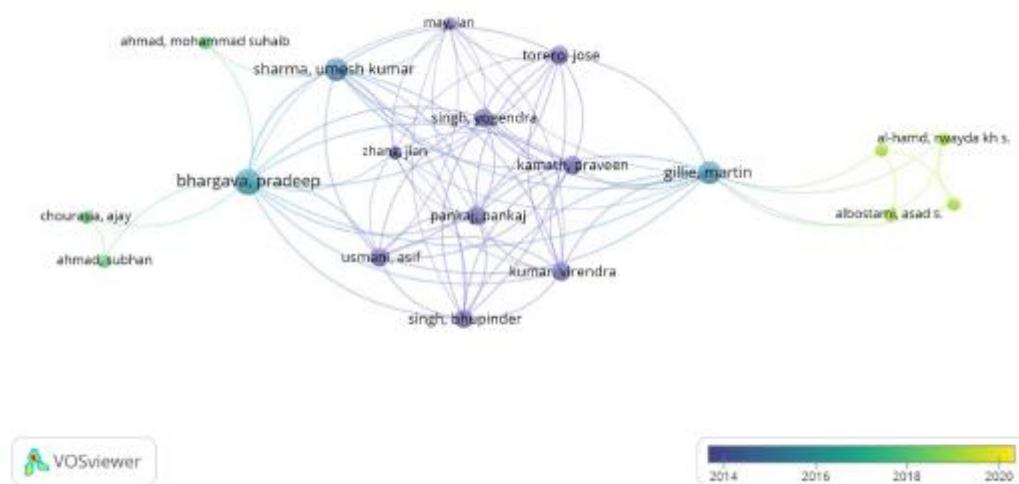 may, ian
ahmad, mohammad suhaib
torero, jose
sharma, umesh kumar
singh, yogendra
al-hamd, rwayda kh s.
zhang, jian
kamath, praveen
gillie, martin
bhargava, pradeep
chourasia, ajay
pankaj, pankaj
albostami, asad s.
usmani, asif
ahmad, subhan
kumar, virendra
singh, bhupinder
VOSviewer
2014
2016
2018
2020